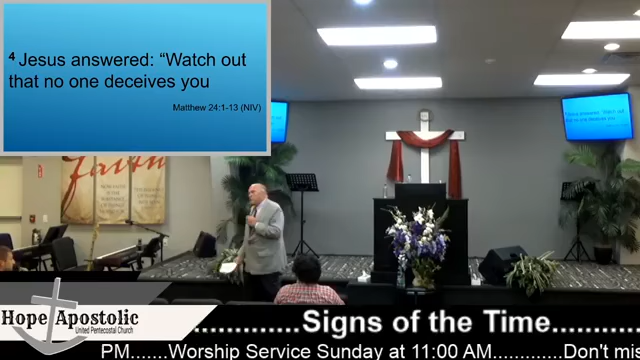 4 Jesus answered: “Watch out
that no one deceives you
Matthew 24:1-13 (NIV)
Faith
Hope Apostolic
United Pentecostal Church
............Signs of the Time.............
PM.......Worship Service Sunday at 11:00 AM............Don't mis